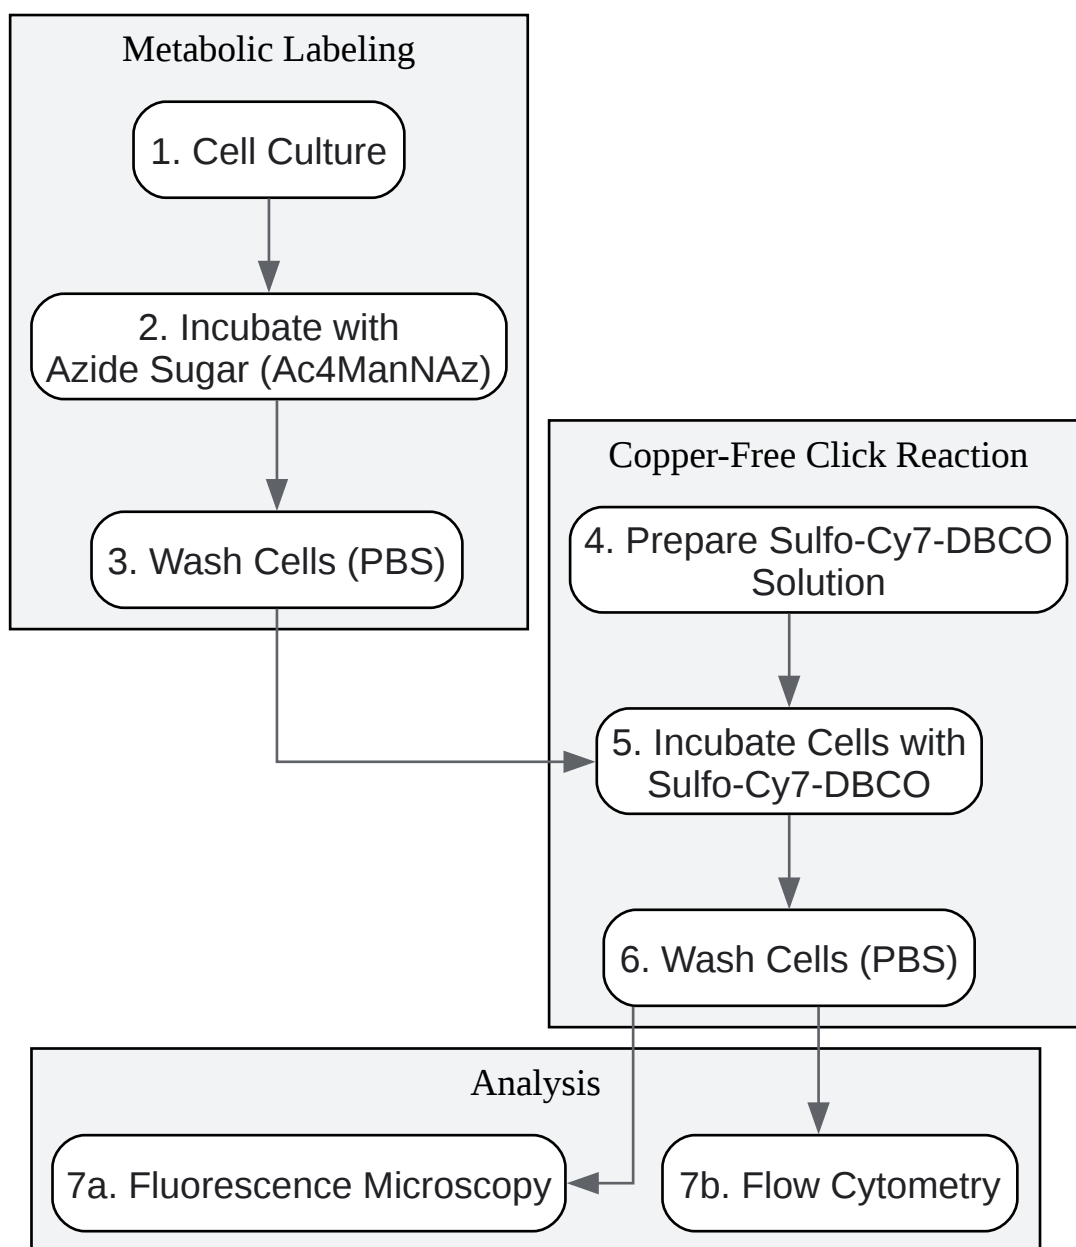 Metabolic Labeling
1. Cell Culture
2. Incubate with
Azide Sugar (Ac4ManNAz)
3. Wash Cells (PBS)
Copper-Free Click Reaction
4. Prepare Sulfo-Cy7-DBCO
Solution
5. Incubate Cells with
Sulfo-Cy7-DBCO
6. Wash Cells (PBS)
Analysis
7a. Fluorescence Microscopy
7b. Flow Cytometry